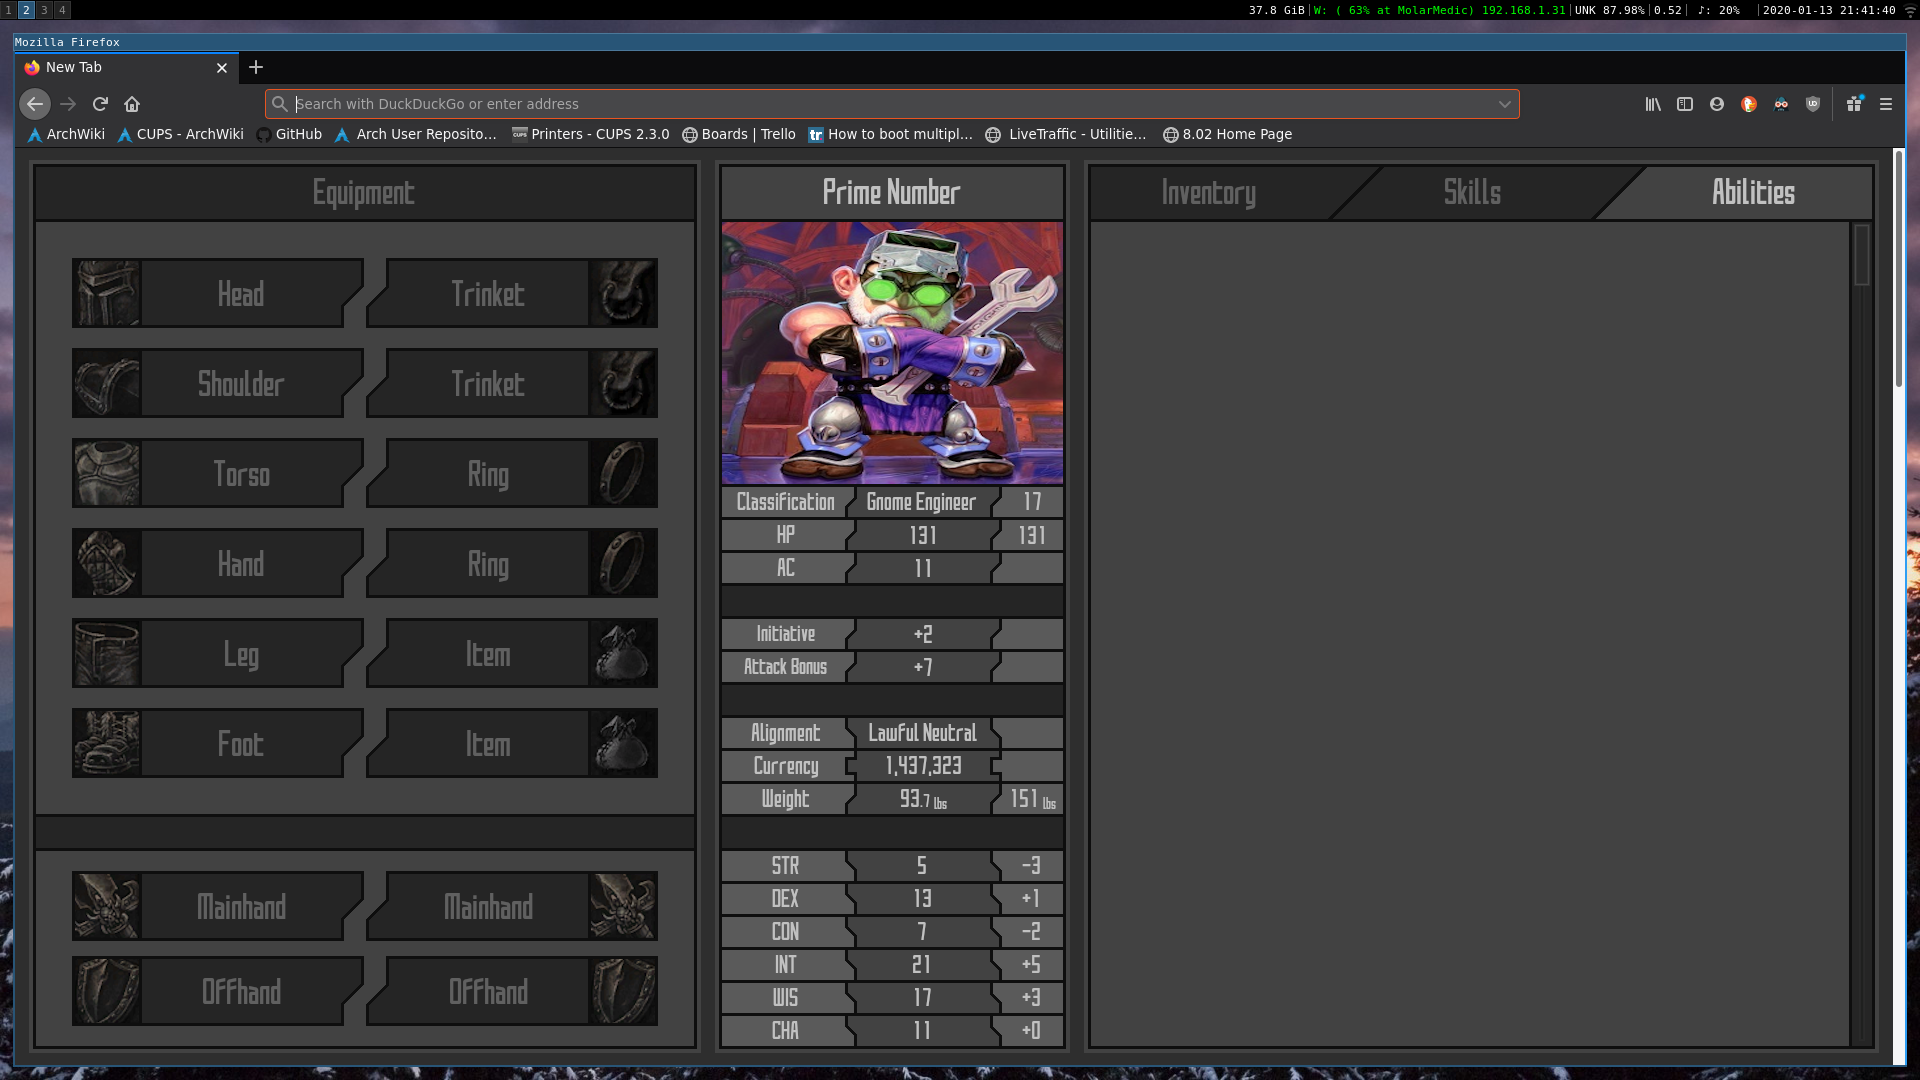 1 2 3 4
37.8 GiB|W: ( 63% at MolarMedic) 192.168.1.31|UNK 87.98%|0.52| ♪: 20% |2020-01-13 21:41:40
Mozilla Firefox
New Tab
Search with DuckDuckGo or enter address
ArchWiki CUPS - ArchWiki GitHub Arch User Reposito… CUPS Printers - CUPS 2.3.0 Boards | Trello tr How to boot multipl… LiveTraffic - Utilitie… 8.02 Home Page
Equipment
Head Trinket
Shoulder Trinket
Torso Ring
Hand Ring
Leg Item
Foot Item
Mainhand Mainhand
Offhand Offhand
Prime Number
Classification Gnome Engineer 17
HP 131 131
AC 11
Initiative +2
Attack Bonus +7
Alignment Lawful Neutral
Currency 1,437,323
Weight 93.7 lbs 151 lbs
STR 5 -3
DEX 13 +1
CON 7 -2
INT 21 +5
WIS 17 +3
CHA 11 +0
Inventory Skills Abilities